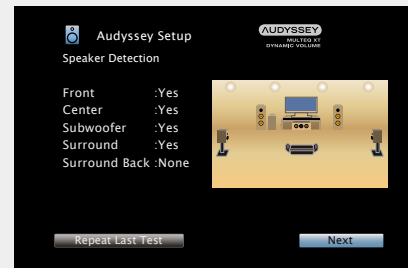 Audyssey Setup
AUDYSSEY
MULTEQ XT
DYNAMIC VOLUME
Speaker Detection
Front :Yes
Center :Yes
Subwoofer :Yes
Surround :Yes
Surround Back :None
Repeat Last Test
Next